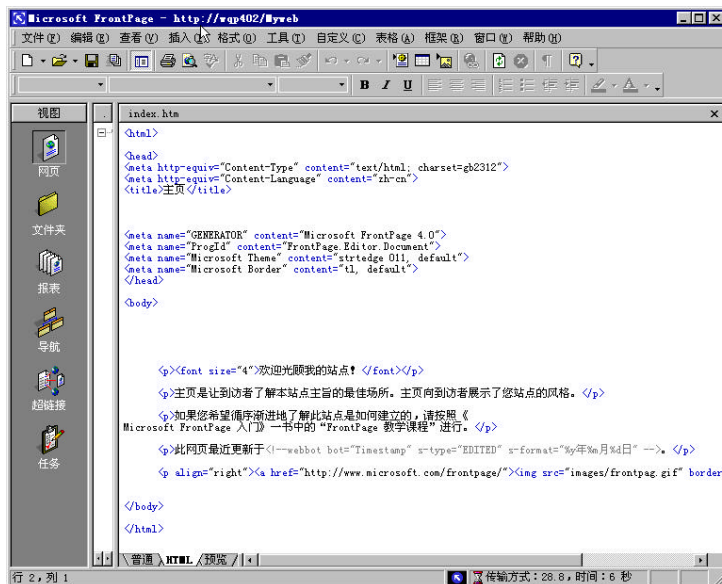 Microsoft FrontPage - http://wqp402/Myweb
文件(F) 编辑(E) 查看(V) 插入(I) 格式(O) 工具(T) 自定义(C) 表格(A) 框架(R) 窗口(W) 帮助(H)
B I U A
视图
index.htm
网页
文件夹
报表
导航
超链接
任务
<html>
<head>
<meta http-equiv="Content-Type" content="text/html; charset=gb2312">
<meta http-equiv="Content-Language" content="zh-cn">
<title>主页</title>
<meta name="GENERATOR" content="Microsoft FrontPage 4.0">
<meta name="ProgId" content="FrontPage.Editor.Document">
<meta name="Microsoft Theme" content="strtedge 011, default">
<meta name="Microsoft Border" content="tl, default">
</head>
<body>
<p><font size="4">欢迎光顾我的站点！</font></p>
<p>主页是让到访者了解本站点主旨的最佳场所。主页向到访者展示了您站点的风格。</p>
<p>如果您希望循序渐进地了解此站点是如何建立的，请按照《
Microsoft FrontPage 入门》一书中的“FrontPage 教学课程”进行。</p>
<p>此网页最近更新于<!--webbot bot="Timestamp" s-type="EDITED" s-format="%y年%m月%d日" -->。</p>
<p align="right"><a href="http://www.microsoft.com/frontpage/"><img src="images/frontpag.gif" border
</body>
</html>
普通 HTML 预览
行 2，列 1
传输方式：28.8，时间：6 秒